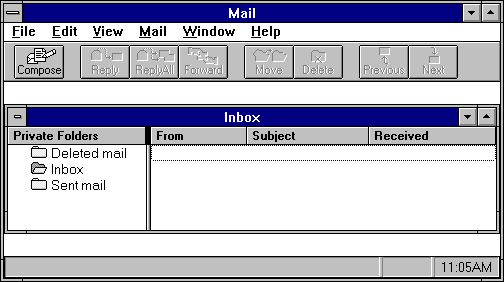 Mail
File Edit View Mail Window Help
Compose Reply ReplyAll Forward Move Delete Previous Next
Inbox
Private Folders From Subject Received
Deleted mail
Inbox
Sent mail
11:05AM